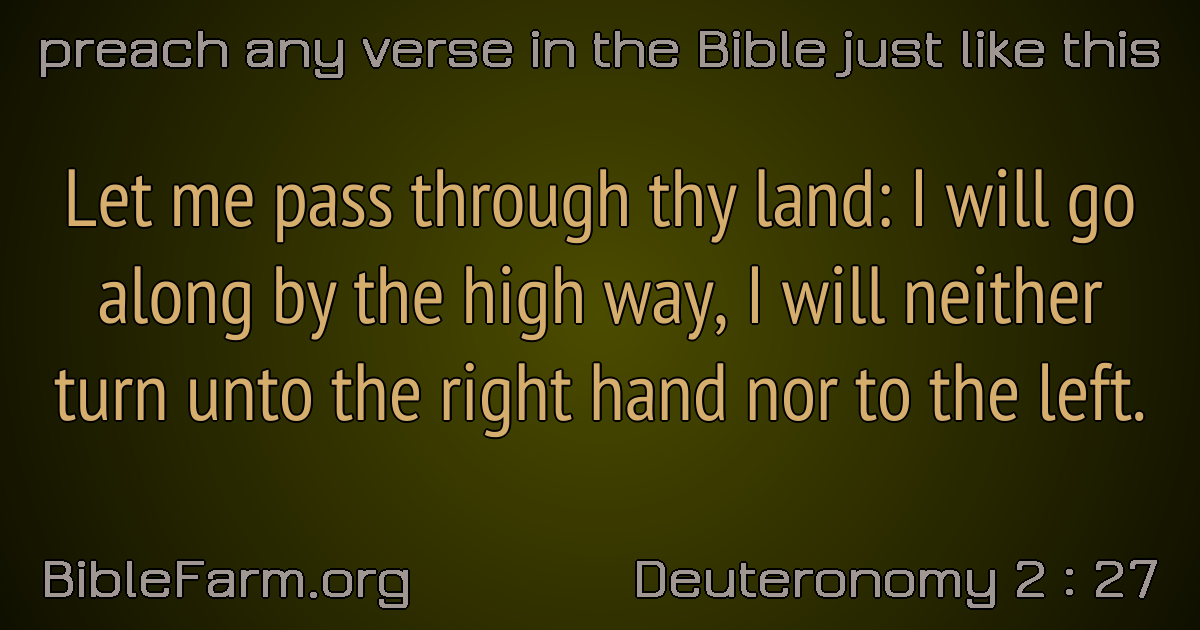 preach any verse in the Bible just like this
Let me pass through thy land: I will go
along by the high way, I will neither
turn unto the right hand nor to the left.
BibleFarm.org
Deuteronomy 2 : 27